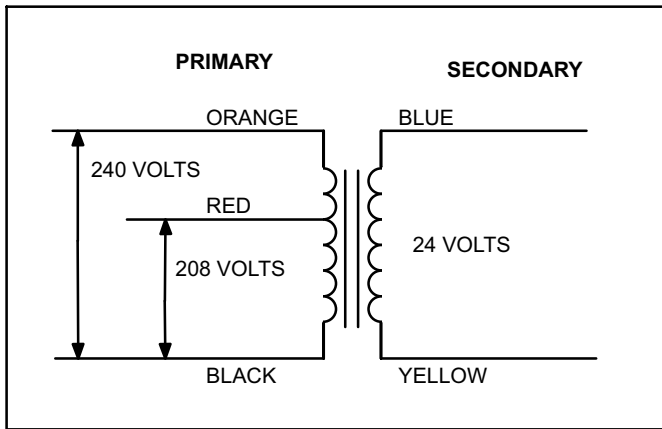 PRIMARY
SECONDARY
ORANGE
BLUE
240 VOLTS
RED
24 VOLTS
208 VOLTS
BLACK
YELLOW